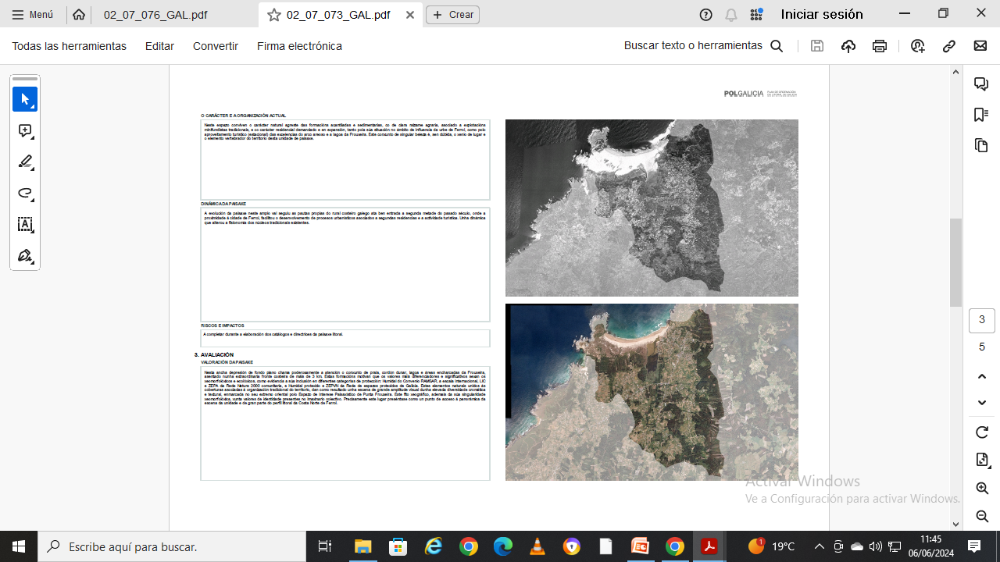 Menú
02_07_076_GAL.pdf
02_07_073_GAL.pdf
Crear
Iniciar sesión
Todas las herramientas
Editar
Convertir
Firma electrónica
Buscar texto o herramientas
POLGALICIA
PLAN DE ORDENACIÓN
DO LITORAL DE GALICIA
O CARÁCTER E A ORGANIZACIÓN ACTUAL
Neste espazo conviven o carácter natural agreste das formacións acantiladas e sedimentarias, co de clara raizame agraria, asociado a explotacións
minifundistas tradicionais, e co carácter residencial demandado e en expansión, tanto pola súa situación no ámbito de influencia da urbe de Ferrol, como polo
aproveitamento turístico (estacional) das excelencias do arco areoso e a lagoa da Frouxeira. Este conxunto de singular beleza é, sen dúbida, o xenio de lugar e
o elemento vertebrador do territorio desta unidade de paisaxe.
DINÁMICA DA PAISAXE
A evolución da paisaxe neste amplo val seguiu as pautas propias do rural costeiro galego ata ben entrada a segunda metade do pasado século, onde a
proximidade á cidade de Ferrol, facilitou o desenvolvemento de procesos urbanísticos asociados a segundas residencias e a actividade turística. Unha dinámica
que alterou a fisionomía dos núcleos tradicionais existentes.
RISCOS E IMPACTOS
A completar durante a elaboración dos catálogos e directrices da paisaxe litoral.
3. AVALIACIÓN
VALORACIÓN DA PAISAXE
Nesta ancha depresión de fondo pleno chama poderosamente a atención o conxunto de praia, cordón dunar, lagoa e áreas encharcadas da Frouxeira,
asentado nunha extraordinaria fronte costeira de máis de 3 km. Estas formacións motivan que os valores máis diferenciadores e significativos sexan os
xeomorfolóxicos e ecolóxicos, como evidencia a súa inclusión en diferentes categorías de protección: Humidal do Convenio RAMSAR, a escala internacional, LIC
e ZEPA da Rede Natura 2000 comunitaria, e Humidal protexido e ZEPVN da Rede de espazos protexidos de Galicia. Estes elementos naturais unidos ás
coberturas asociadas á organización tradicional do territorio, dan como resultado unha escena de grande amplitude visual dunha elevada diversidade cromática
e textural, enmarcada no seu extremo oriental polo Espazo de Interese Paisaxístico de Punta Frouxeira. Este fito xeográfico, ademais da súa singularidade
xeomorfolóxica, xunta valores de identidade presentes no imaxinario colectivo. Precisamente este lugar preséntase como un punto de acceso á panorámica da
escena da unidade e de gran parte do perfil litoral da Costa Norte de Ferrol.
3
5
Activar Windows
Ve a Configuración para activar Windows.
Escribe aquí para buscar.
1
19°C
11:45
06/06/2024